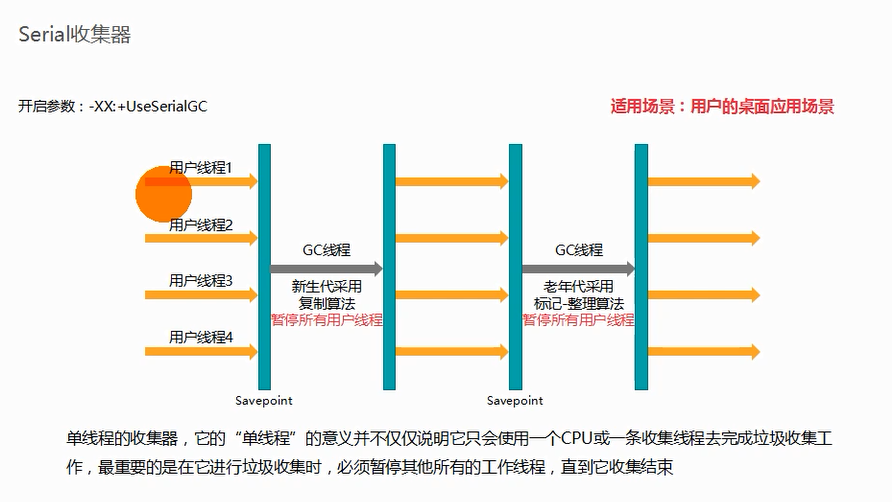 Serial收集器
开启参数：-XX:+UseSerialGC
适用场景：用户的桌面应用场景
用户线程1
用户线程2
用户线程3
用户线程4
GC线程
新生代采用
复制算法
暂停所有用户线程
GC线程
老年代采用
标记-整理算法
暂停所有用户线程
Savepoint
Savepoint
单线程的收集器，它的“单线程”的意义并不仅仅说明它只会使用一个CPU或一条收集线程去完成垃圾收集工
作，最重要的是在它进行垃圾收集时，必须暂停其他所有的工作线程，直到它收集结束